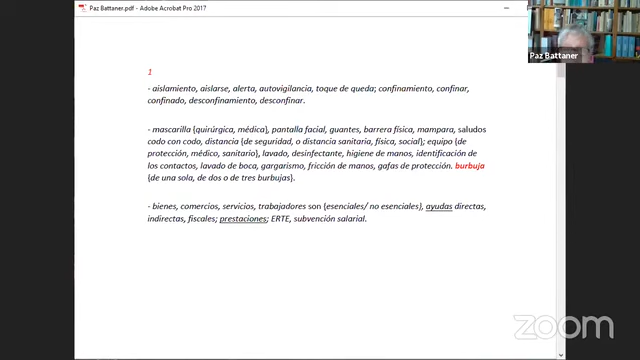 Paz Battaner.pdf - Adobe Acrobat Pro 2017
Paz Battaner
1
- aislamiento, aislarse, alerta, autovigilancia, toque de queda; confinamiento, confinar,
confinado, desconfinamiento, desconfinar.
- mascarilla {quirúrgica, médica}, pantalla facial, guantes, barrera física, mampara, saludos
codo con codo, distancia {de seguridad, o distancia sanitaria, física, social}; equipo {de
protección, médico, sanitario}, lavado, desinfectante, higiene de manos, identificación de
los contactos, lavado de boca, gargarismo, fricción de manos, gafas de protección. burbuja
{de una sola, de dos o de tres burbujas}.
- bienes, comercios, servicios, trabajadores son {esenciales/ no esenciales}, ayudas directas,
indirectas, fiscales; prestaciones; ERTE, subvención salarial.
zoom